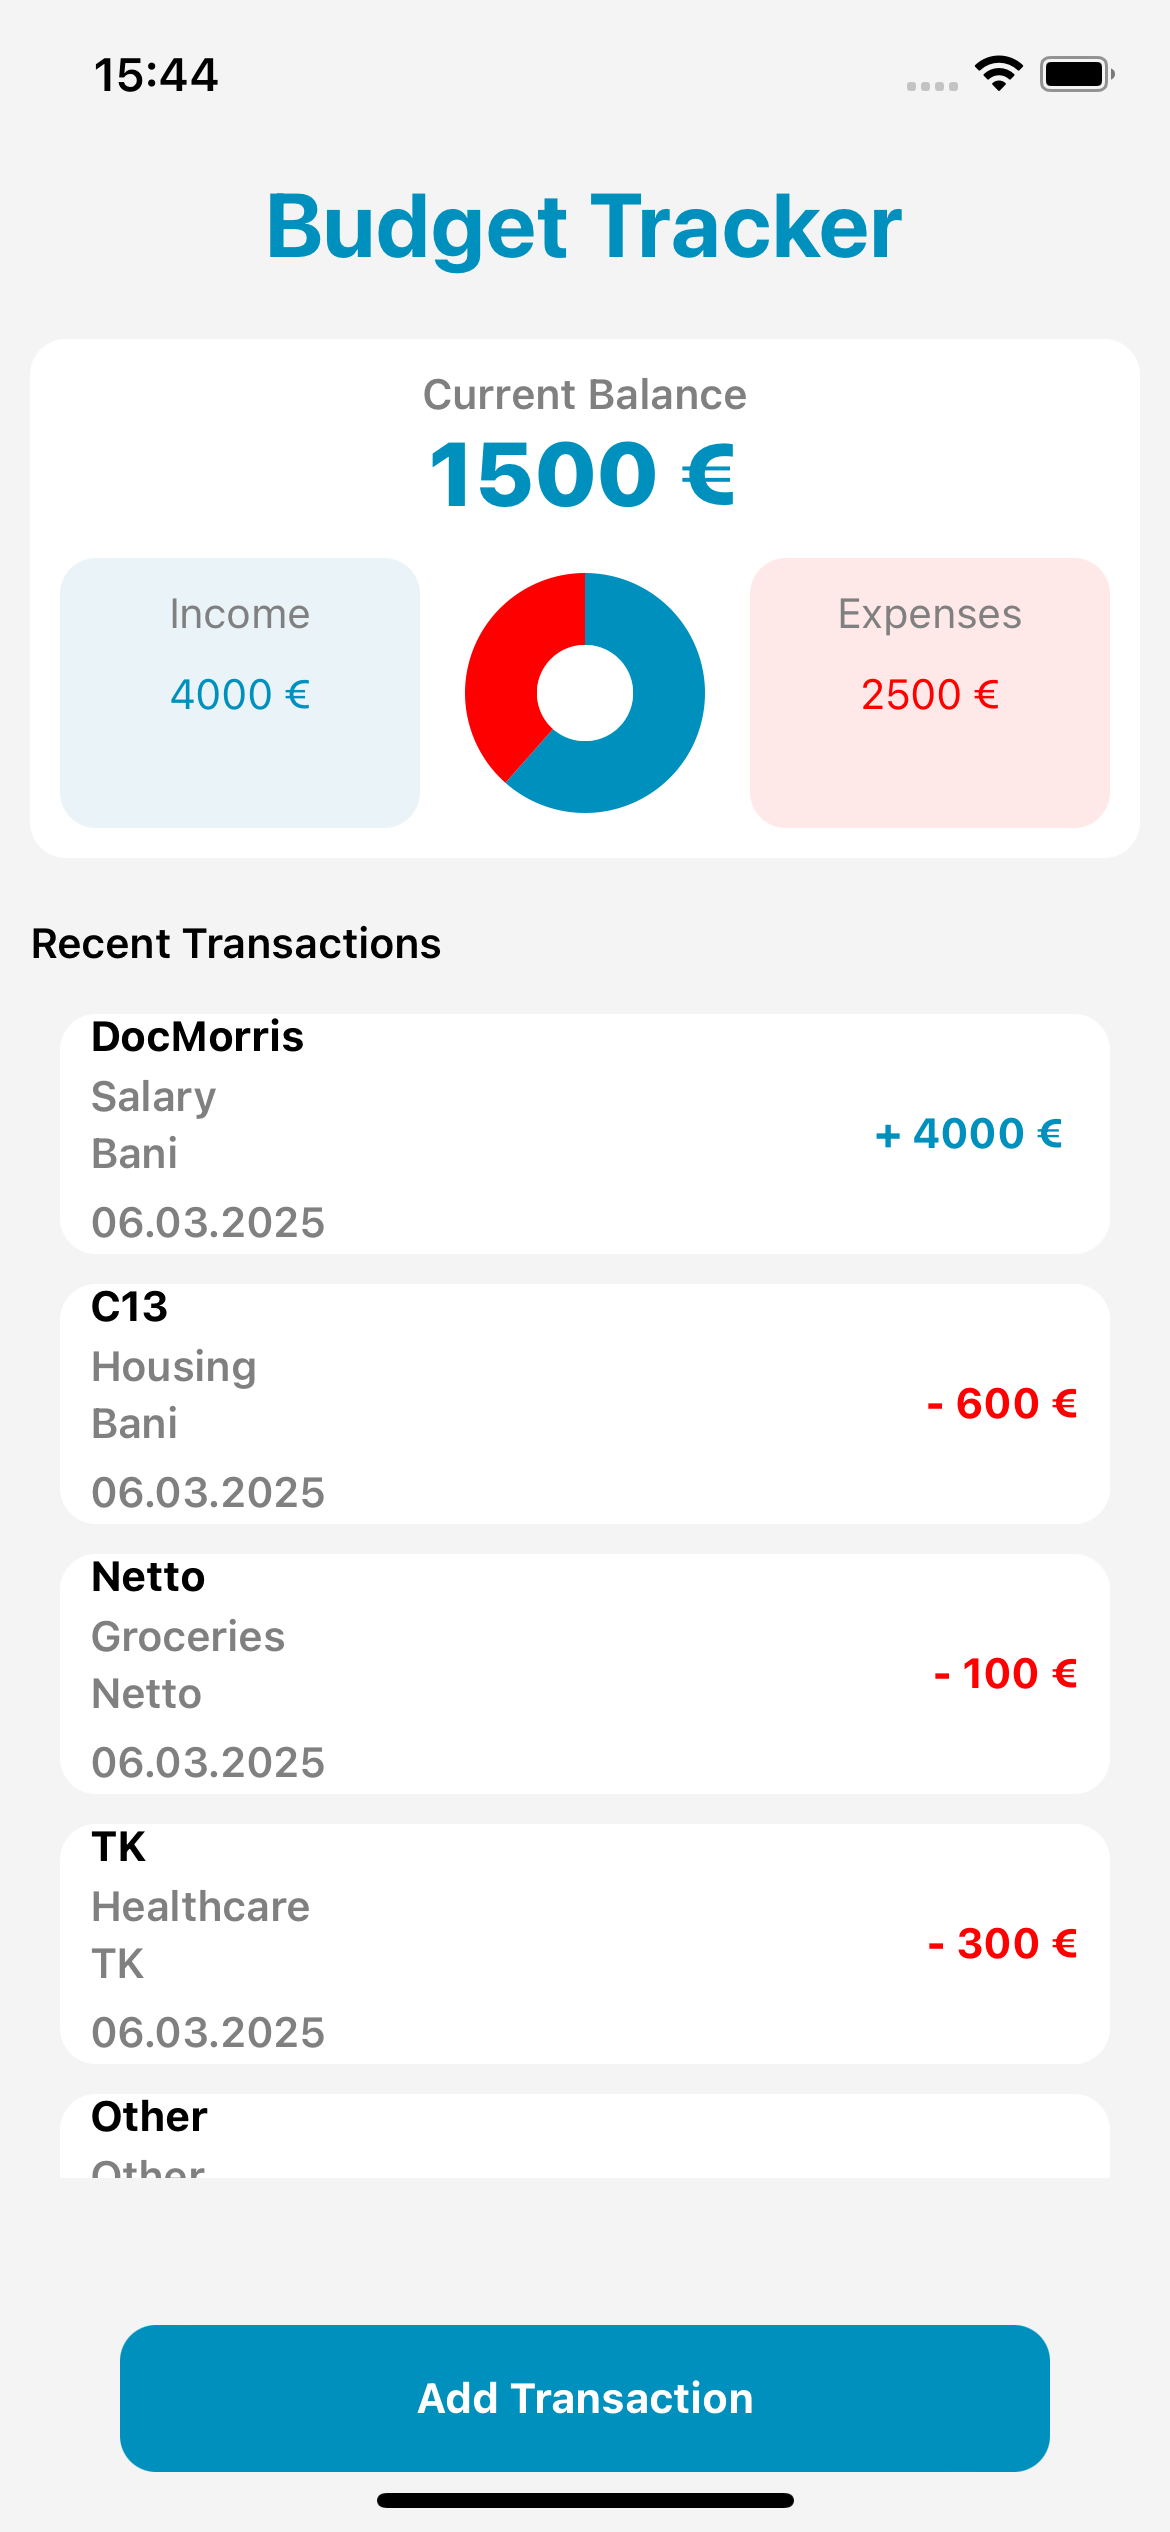 15:44
Budget Tracker
Current Balance
1500 €
Income
4000 €
Expenses
2500 €
Recent Transactions
DocMorris
Salary
Bani
06.03.2025
+ 4000 €
C13
Housing
Bani
06.03.2025
- 600 €
Netto
Groceries
Netto
06.03.2025
- 100 €
TK
Healthcare
TK
06.03.2025
- 300 €
Other
Other
Add Transaction